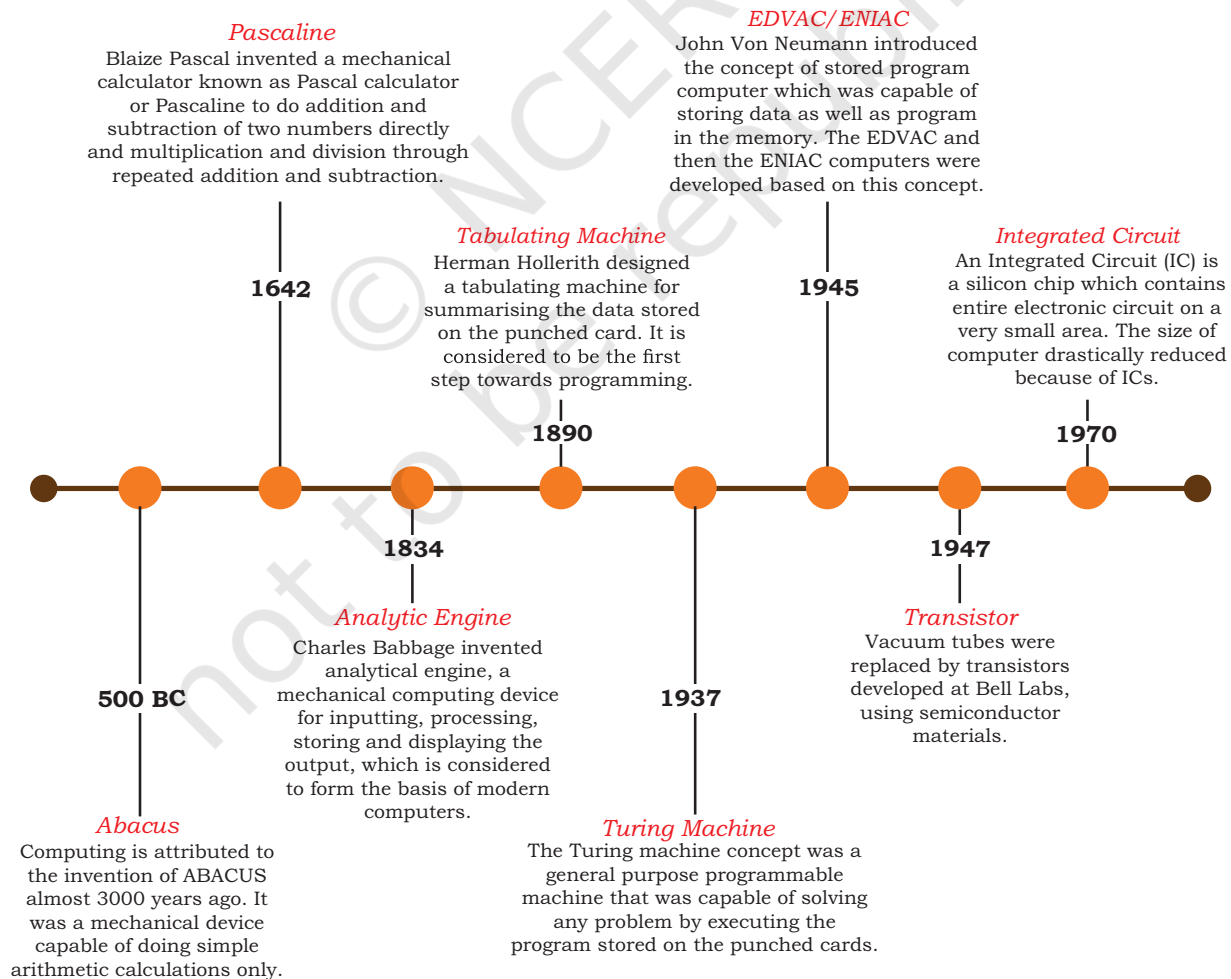 Pascaline
Blaize Pascal invented a mechanical
calculator known as Pascal calculator
or Pascaline to do addition and
subtraction of two numbers directly
and multiplication and division through
repeated addition and subtraction.
1642
EDVAC/ENIAC
John Von Neumann introduced
the concept of stored program
computer which was capable of
storing data as well as program
in the memory. The EDVAC and
then the ENIAC computers were
developed based on this concept.
1945
Tabulating Machine
Herman Hollerith designed
a tabulating machine for
summarising the data stored
on the punched card. It is
considered to be the first
step towards programming.
1890
Integrated Circuit
An Integrated Circuit (IC) is
a silicon chip which contains
entire electronic circuit on a
very small area. The size of
computer drastically reduced
because of ICs.
1970
500 BC
Abacus
Computing is attributed to
the invention of ABACUS
almost 3000 years ago. It
was a mechanical device
capable of doing simple
arithmetic calculations only.
1834
Analytic Engine
Charles Babbage invented
analytical engine, a
mechanical computing device
for inputting, processing,
storing and displaying the
output, which is considered
to form the basis of modern
computers.
1937
Turing Machine
The Turing machine concept was a
general purpose programmable
machine that was capable of solving
any problem by executing the
program stored on the punched cards.
1947
Transistor
Vacuum tubes were
replaced by transistors
developed at Bell Labs,
using semiconductor
materials.
© NCER
not to be republ